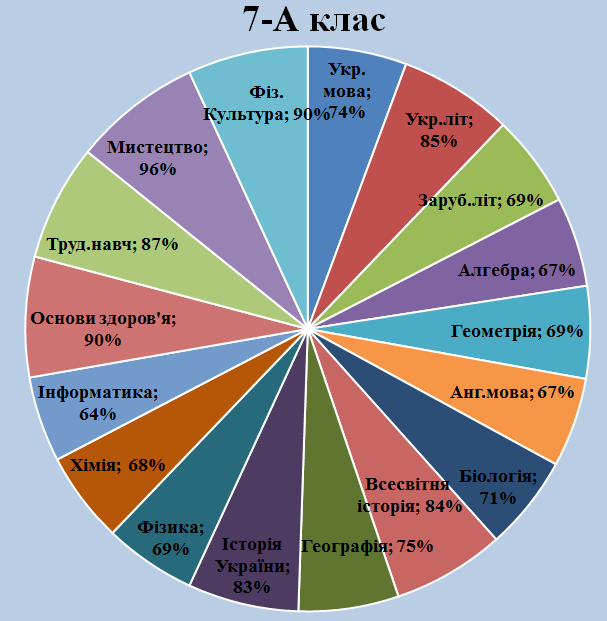 7-А клас
Укр.
мова;
74%
Укр.літ;
85%
Заруб.літ; 69%
Алгебра; 67%
Геометрія; 69%
Анг.мова; 67%
Біологія;
71%
Всесвітня
історія; 84%
Географія; 75%
Історія
України;
83%
Фізика;
69%
Хімія; 68%
Інформатика;
64%
Основи здоров'я;
90%
Труд.навч; 87%
Мистецтво;
96%
Фіз.
Культура; 90%